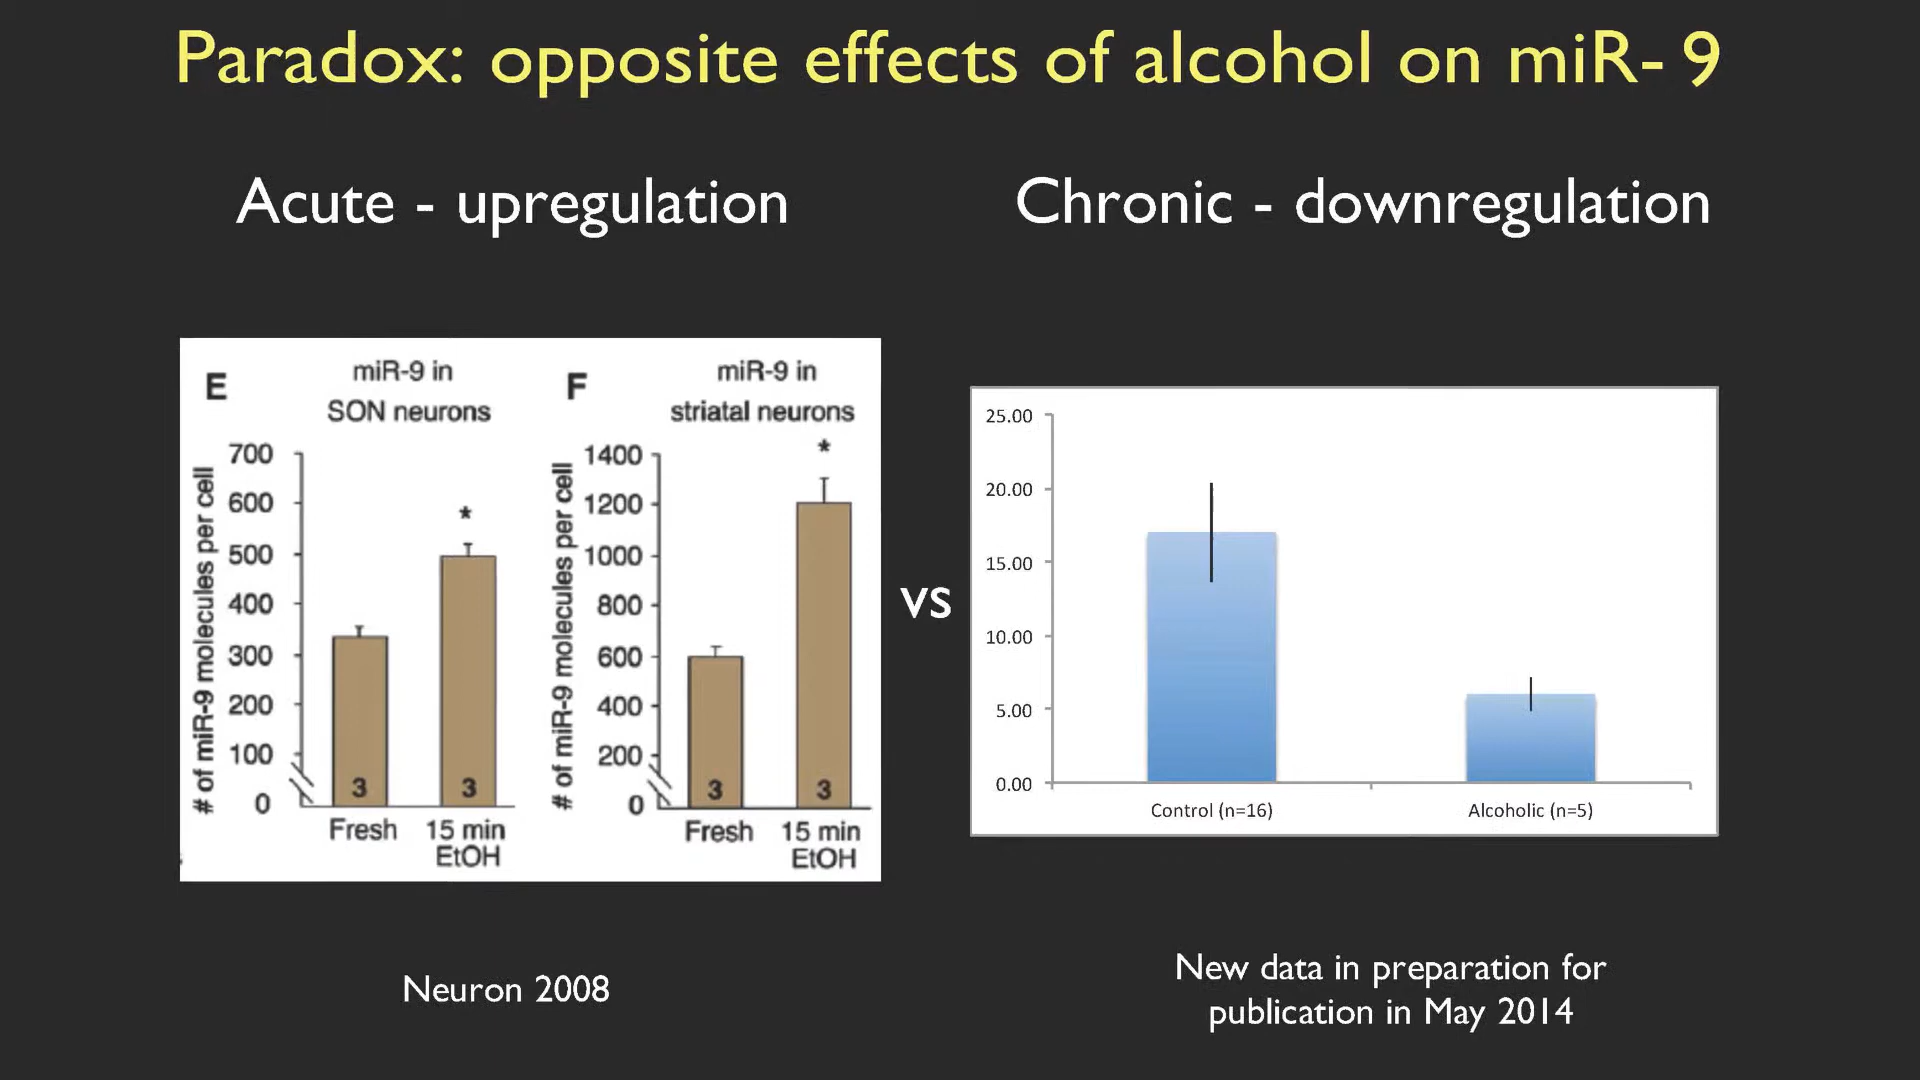 Paradox: opposite effects of alcohol on miR- 9
Acute - upregulation
Chronic - downregulation
E
miR-9 in
SON neurons
# of miR-9 molecules per cell
700
600
500
400
300
200
100
0
*
3
3
Fresh
15 min
EtOH
F
miR-9 in
striatal neurons
# of miR-9 molecules per cell
1400
1200
1000
800
600
400
200
0
*
3
3
Fresh
15 min
EtOH
vs
25.00
20.00
15.00
10.00
5.00
0.00
Control (n=16)
Alcoholic (n=5)
Neuron 2008
New data in preparation for
publication in May 2014